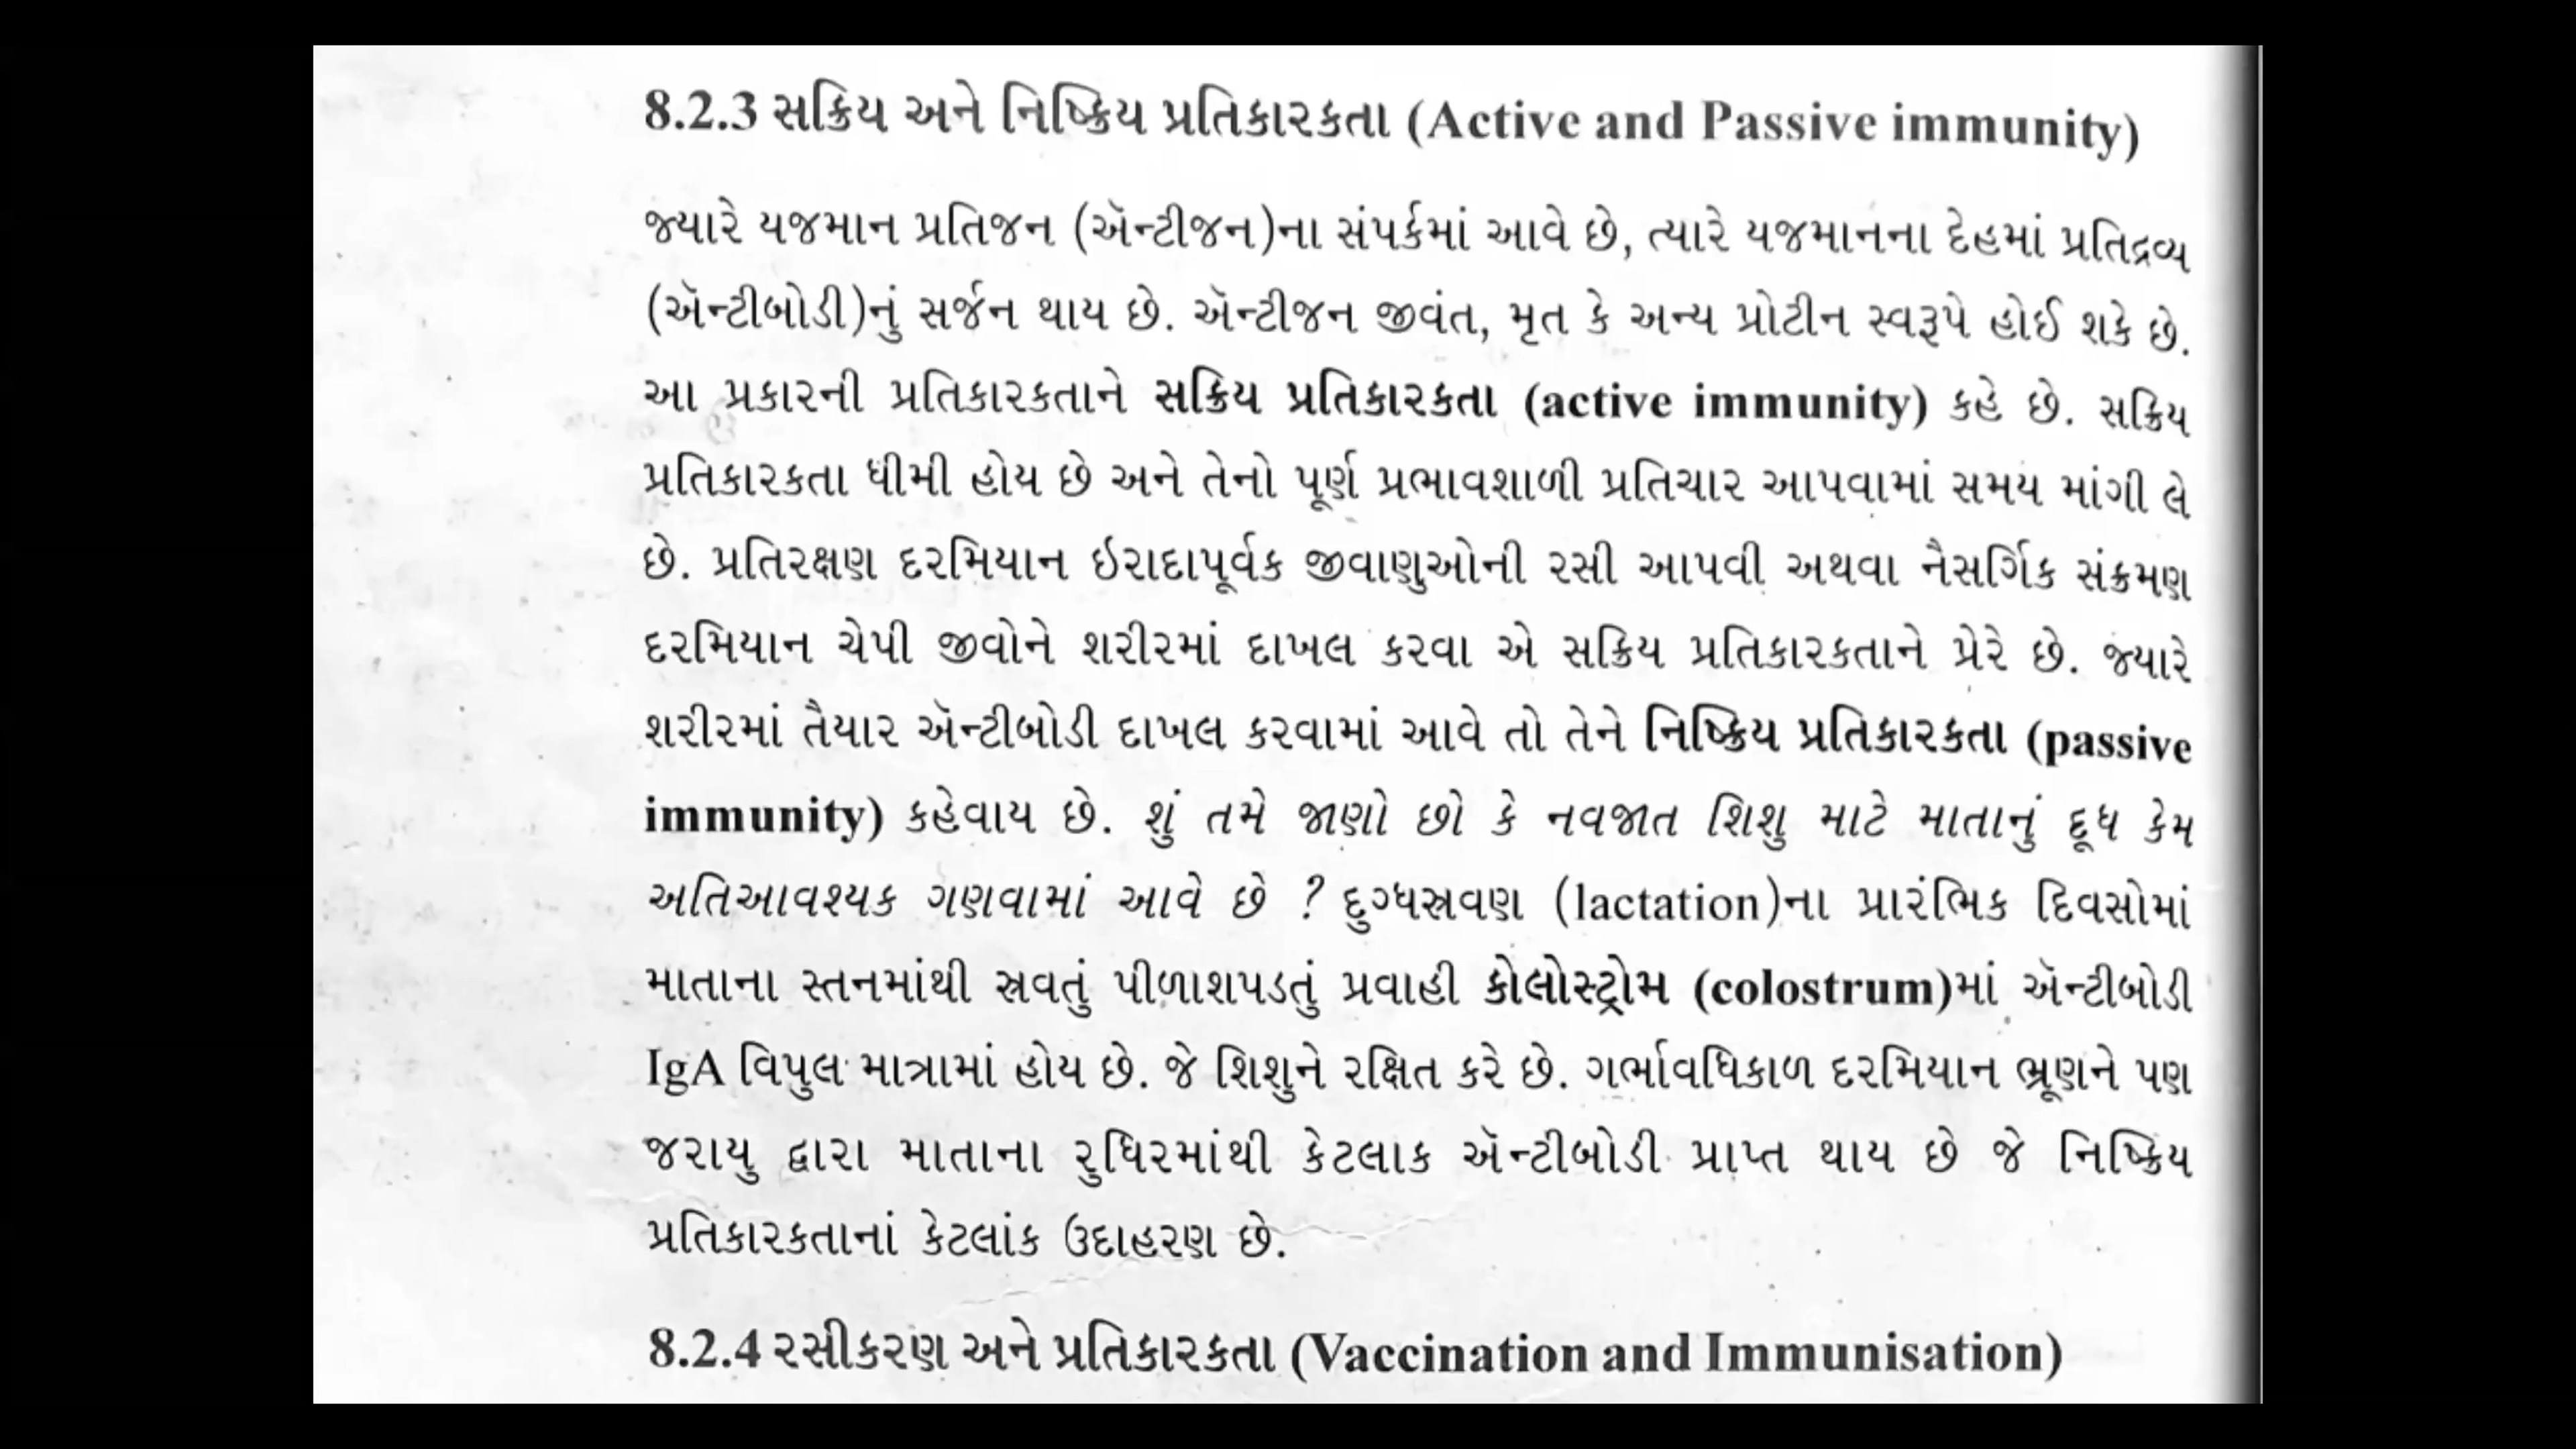 8.2.3 સક્રિય અને નિષ્ક્રિય પ્રતિકારકતા (Active and Passive immunity)
જ્યારે યજમાન પ્રતિજન (ઍન્ટીજન)ના સંપર્કમાં આવે છે, ત્યારે યજમાનના દેહમાં પ્રતિદ્રવ્ય
(ઍન્ટીબોડી)નું સર્જન થાય છે. ઍન્ટીજન જીવંત, મૃત કે અન્ય પ્રોટીન સ્વરૂપે હોઈ શકે છે.
આ પ્રકારની પ્રતિકારકતાને સક્રિય પ્રતિકારકતા (active immunity) કહે છે. સક્રિય
પ્રતિકારકતા ધીમી હોય છે અને તેનો પૂર્ણ પ્રભાવશાળી પ્રતિચાર આપવામાં સમય માંગી લે
છે. પ્રતિરક્ષણ દરમિયાન ઇરાદાપૂર્વક જીવાણુઓની રસી આપવી અથવા નૈસર્ગિક સંક્રમણ
દરમિયાન ચેપી જીવોને શરીરમાં દાખલ કરવા એ સક્રિય પ્રતિકારકતાને પ્રેરે છે. જ્યારે
શરીરમાં તૈયાર ઍન્ટીબોડી દાખલ કરવામાં આવે તો તેને નિષ્ક્રિય પ્રતિકારકતા (passive
immunity) કહેવાય છે. શું તમે જાણો છો કે નવજાત શિશુ માટે માતાનું દૂધ કેમ
અતિઆવશ્યક ગણવામાં આવે છે ? દુગ્ધસ્રવણ (lactation)ના પ્રારંભિક દિવસોમાં
માતાના સ્તનમાંથી સ્રવતું પીળાશપડતું પ્રવાહી કોલોસ્ટ્રોમ (colostrum)માં ઍન્ટીબોડી
IgA વિપુલ માત્રામાં હોય છે. જે શિશુને રક્ષિત કરે છે. ગર્ભાવધિકાળ દરમિયાન ભ્રૂણને પણ
જરાયુ દ્વારા માતાના રુધિરમાંથી કેટલાક ઍન્ટીબોડી પ્રાપ્ત થાય છે જે નિષ્ક્રિય
પ્રતિકારકતાનાં કેટલાંક ઉદાહરણ છે.
8.2.4 રસીકરણ અને પ્રતિકારકતા (Vaccination and Immunisation)